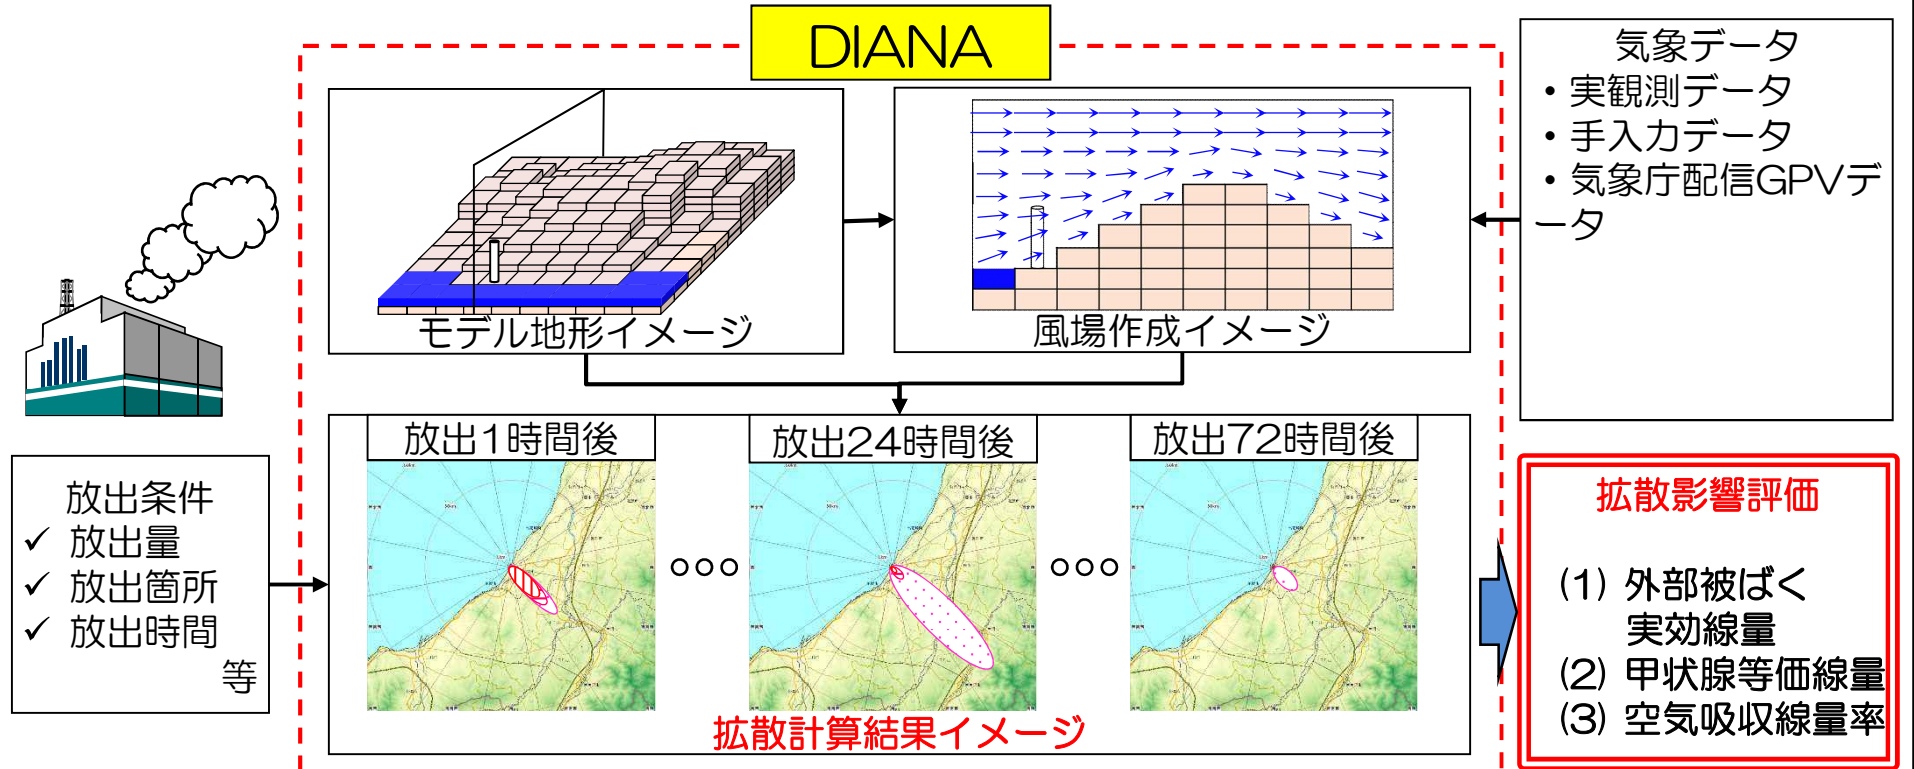 DIANA
気象データ
・実観測データ
・手入力データ
・気象庁配信GPVデ
ータ
モデル地形イメージ
風場作成イメージ
放出条件
✓ 放出量
✓ 放出箇所
✓ 放出時間
等
放出1時間後
放出24時間後
放出72時間後
○○○
○○○
拡散計算結果イメージ
拡散影響評価
(1) 外部被ばく
実効線量
(2) 甲状腺等価線量
(3) 空気吸収線量率